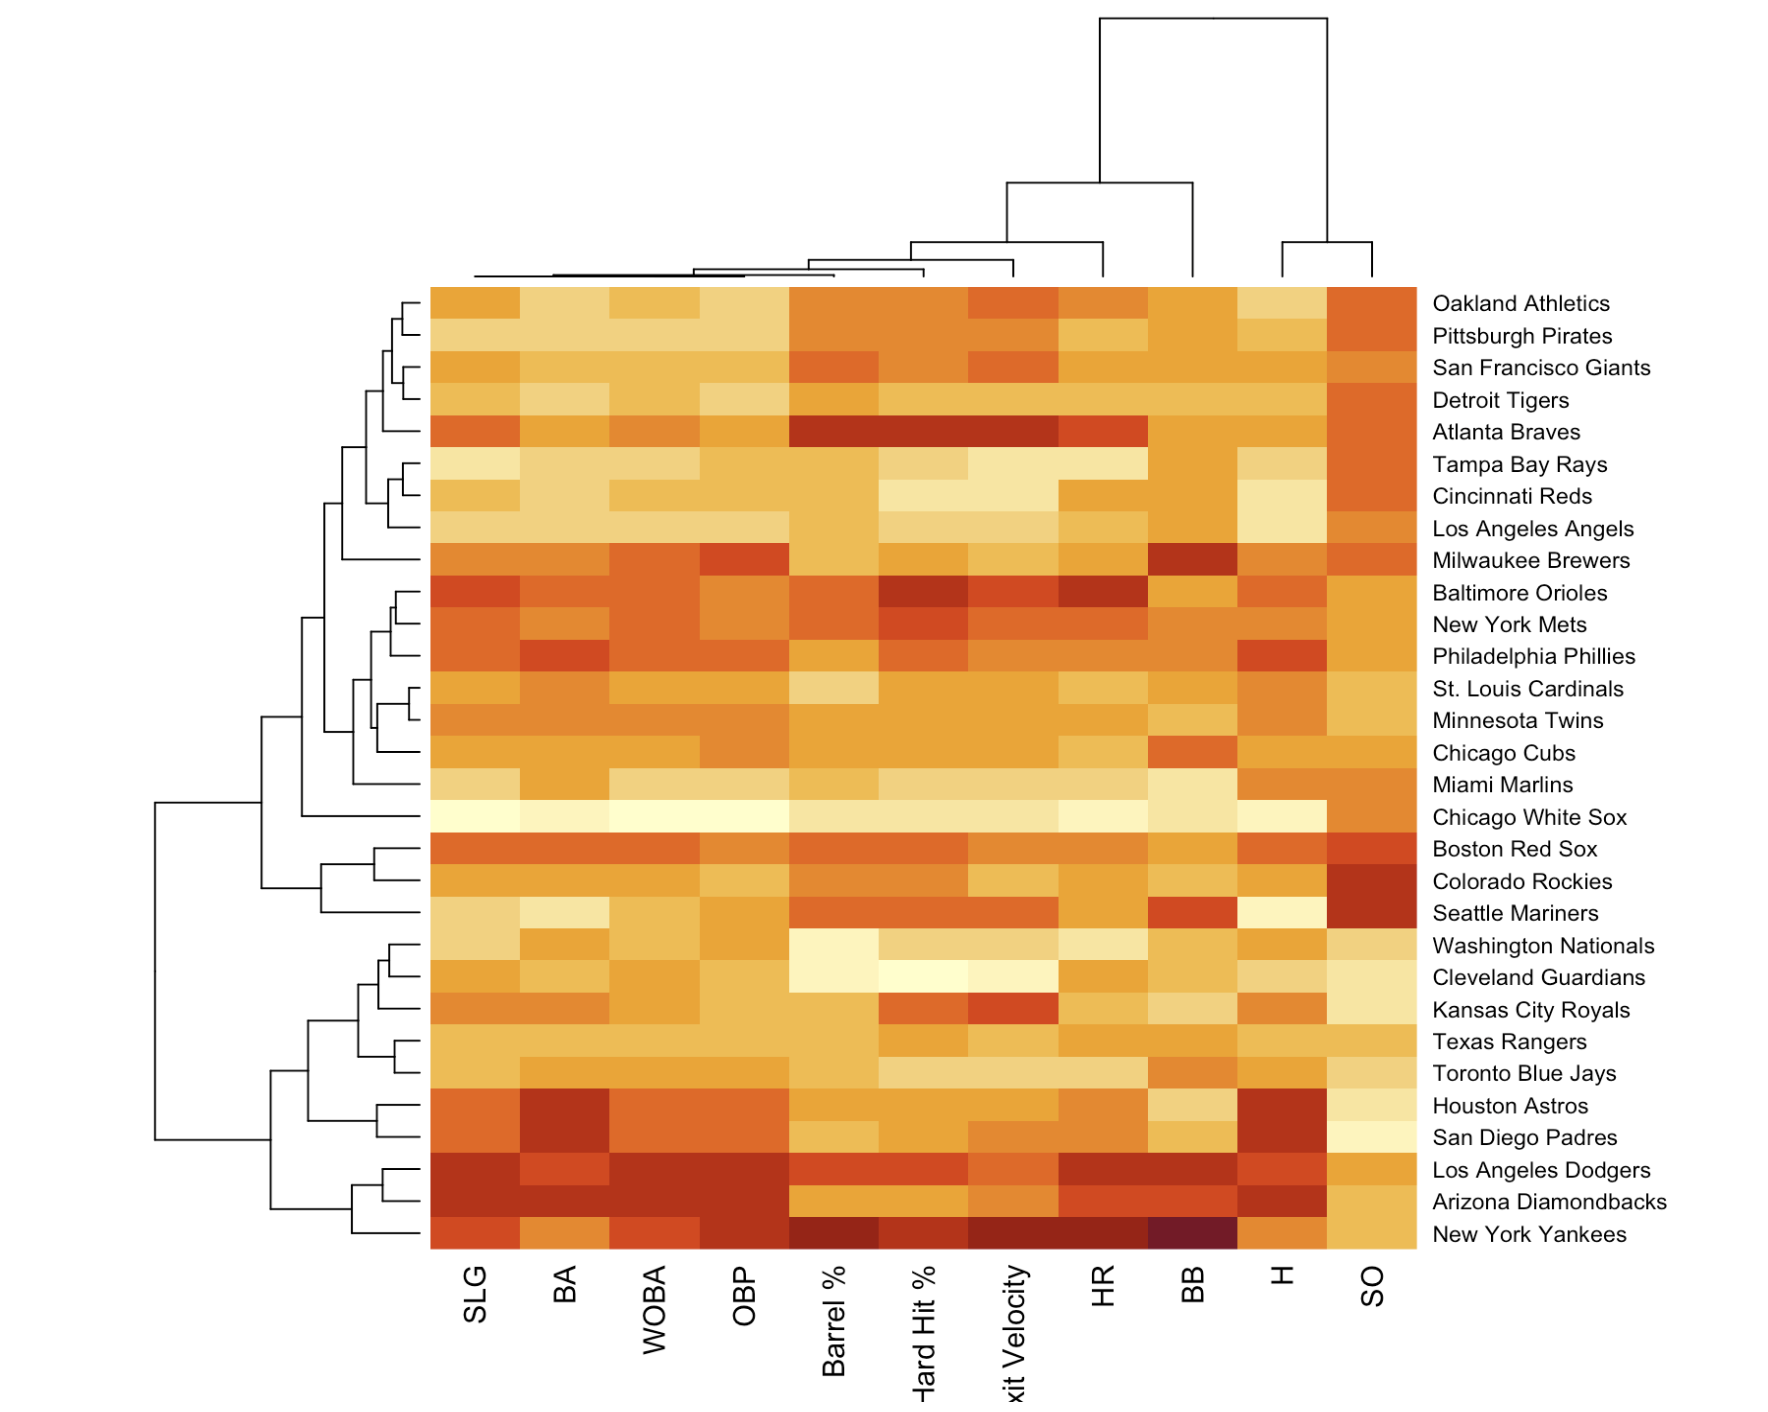 Oakland Athletics
Pittsburgh Pirates
San Francisco Giants
Detroit Tigers
Atlanta Braves
Tampa Bay Rays
Cincinnati Reds
Los Angeles Angels
Milwaukee Brewers
Baltimore Orioles
New York Mets
Philadelphia Phillies
St. Louis Cardinals
Minnesota Twins
Chicago Cubs
Miami Marlins
Chicago White Sox
Boston Red Sox
Colorado Rockies
Seattle Mariners
Washington Nationals
Cleveland Guardians
Kansas City Royals
Texas Rangers
Toronto Blue Jays
Houston Astros
San Diego Padres
Los Angeles Dodgers
Arizona Diamondbacks
New York Yankees
SLG
BA
WOBA
OBP
Barrel %
Hard Hit %
xit Velocity
HR
BB
H
SO